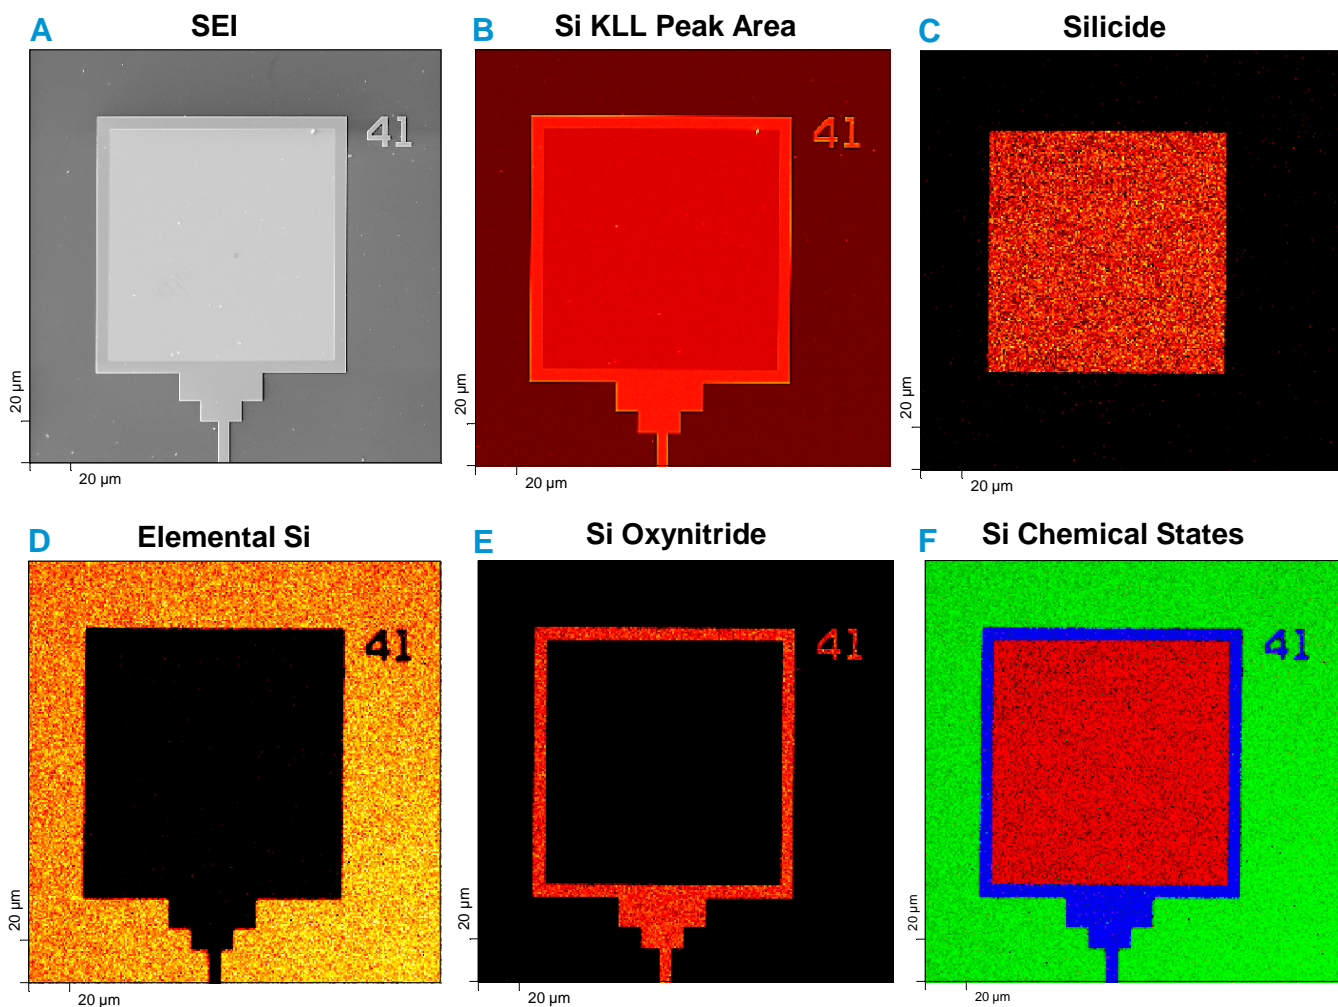 A
SEI
41
20 µm
20 µm
B
Si KLL Peak Area
41
20 µm
20 µm
C
Silicide
20 µm
20 µm
D
Elemental Si
41
20 µm
20 µm
E
Si Oxynitride
41
20 µm
20 µm
F
Si Chemical States
41
20 µm
20 µm